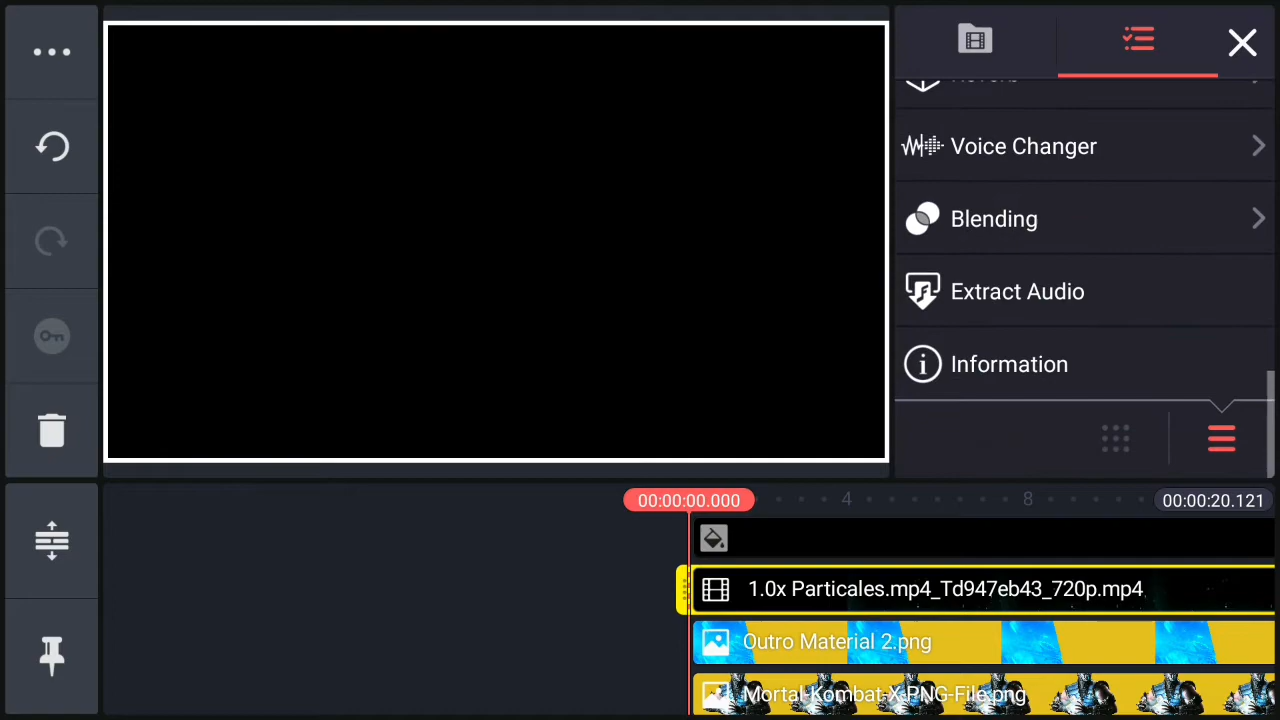 Voice Changer
Blending
Extract Audio
Information
00:00:00.000
4
8
00:00:20.121
1.0x Particales.mp4_Td947eb43_720p.mp4
Outro Material 2.png
Mortal-Kombat-X-PNG-File.png